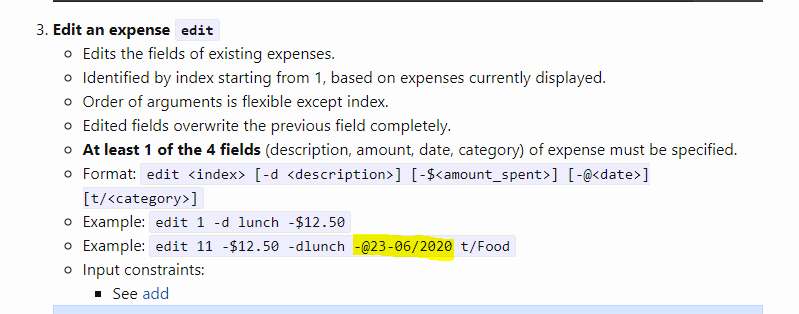 3. Edit an expense edit
Edits the fields of existing expenses.
Identified by index starting from 1, based on expenses currently displayed.
Order of arguments is flexible except index.
Edited fields overwrite the previous field completely.
At least 1 of the 4 fields (description, amount, date, category) of expense must be specified.
Format: edit <index> [-d <description>] [-$<amount_spent>] [-@<date>]
[t/<category>]
Example: edit 1 -d lunch -$12.50
Example: edit 11 -$12.50 -dlunch -@23-06/2020 t/Food
Input constraints:
See add